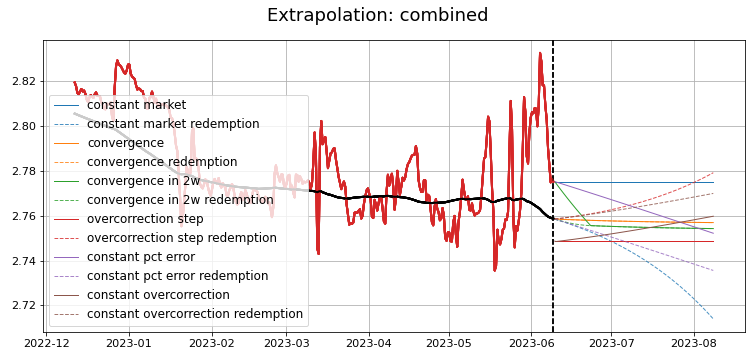 Extrapolation: combined
2.82
2.80
2.78
2.76
2.74
2.72
constant market
constant market redemption
convergence
convergence redemption
convergence in 2w
convergence in 2w redemption
overcorrection step
overcorrection step redemption
constant pct error
constant pct error redemption
constant overcorrection
constant overcorrection redemption
2022-12 2023-01 2023-02 2023-03 2023-04 2023-05 2023-06 2023-07 2023-08